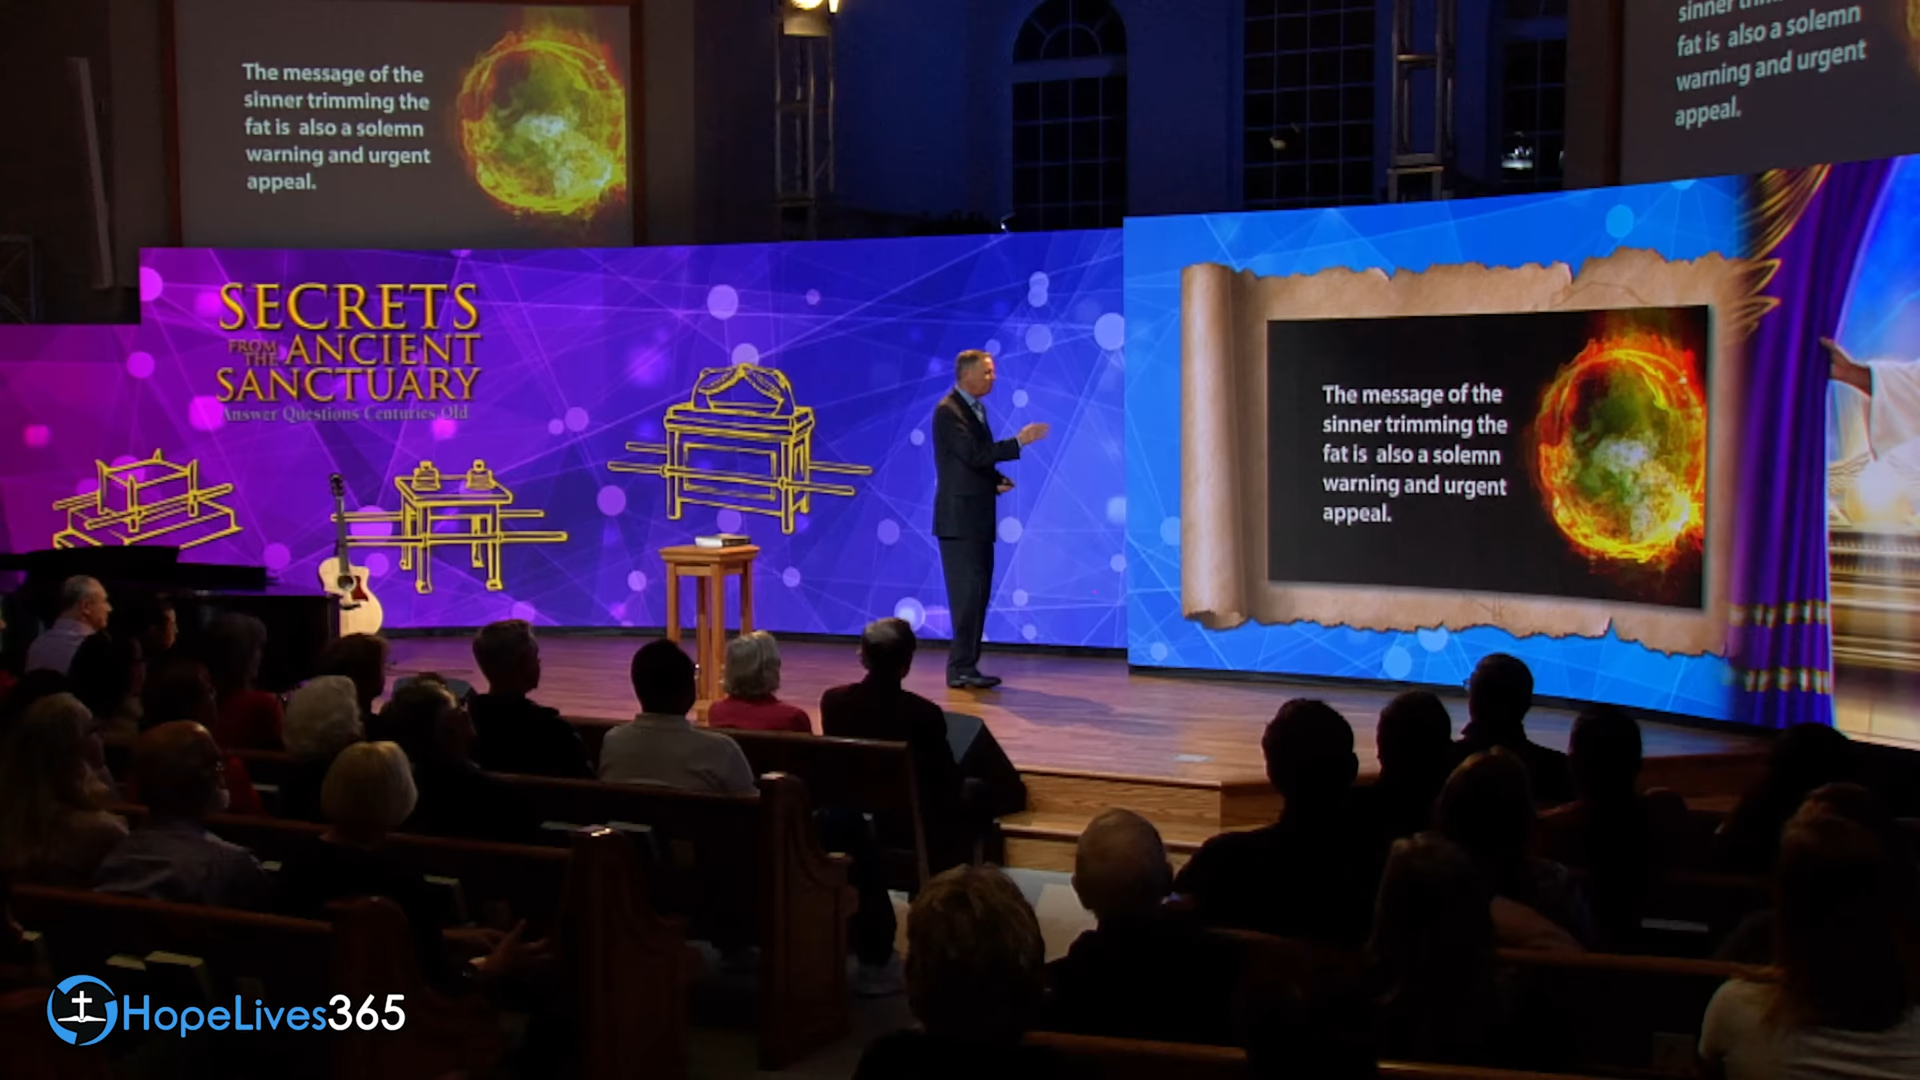 The message of the
sinner trimming the
fat is also a solemn
warning and urgent
appeal.
fat is also a solemn
warning and urgent
appeal.
SECRETS
FROM THE ANCIENT
SANCTUARY
Answer Questions Centuries Old
The message of the
sinner trimming the
fat is also a solemn
warning and urgent
appeal.
HopeLives365